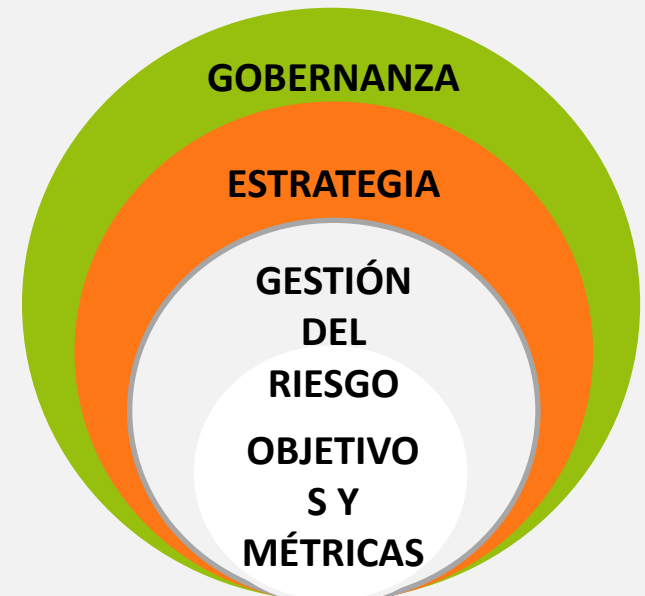 GOBERNANZA
ESTRATEGIA
GESTIÓN
DEL
RIESGO
OBJETIVO
S Y
MÉTRICAS